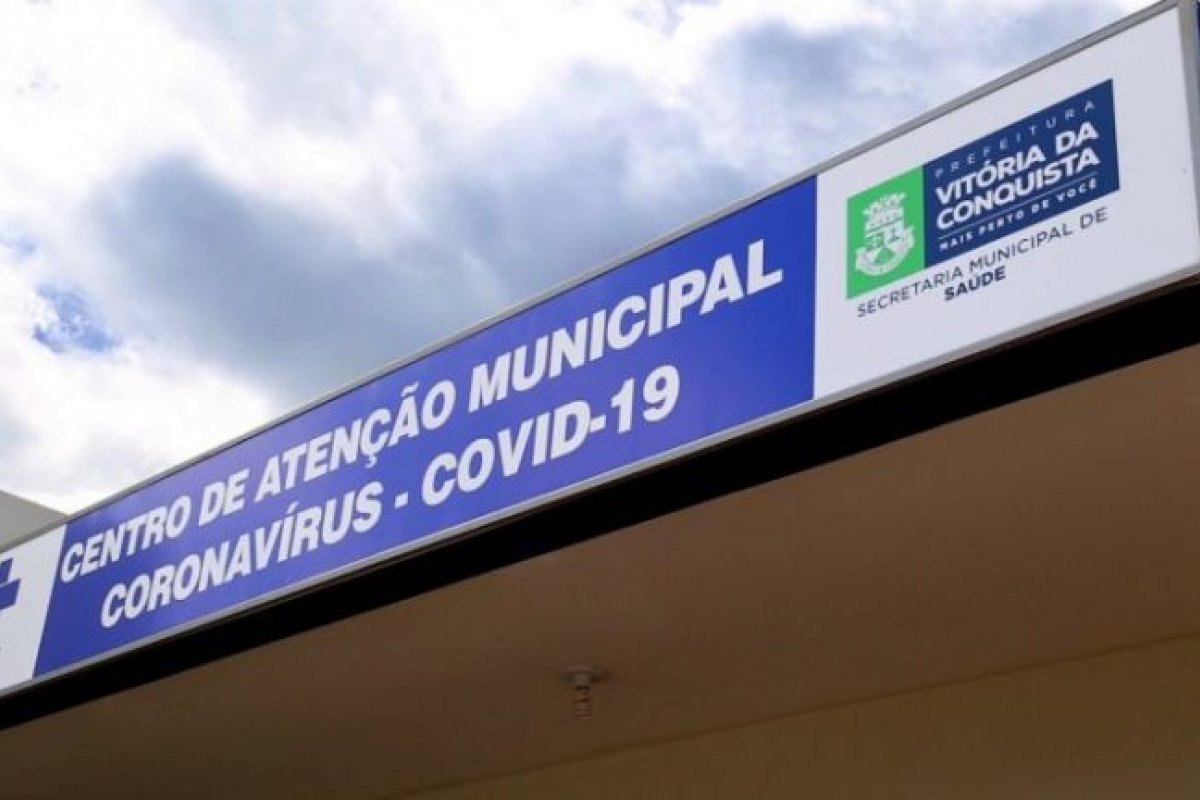 CENTRO DE ATENÇÃO MUNICIPAL
CORONAVÍRUS - COVID-19
PREFEITURA
VITÓRIA DA
CONQUISTA
MAIS PERTO DE VOCÊ
SECRETARIA MUNICIPAL DE
SAÚDE